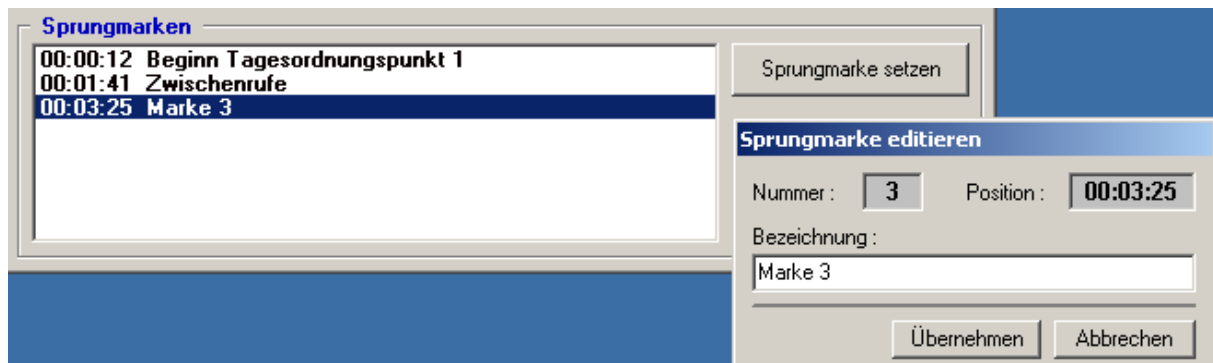 Sprungmarken
00:00:12 Beginn Tagesordnungspunkt 1
00:01:41 Zwischenrufe
00:03:25 Marke 3
Sprungmarke setzen
Sprungmarke editieren
Nummer : 3 Position : 00:03:25
Bezeichnung :
Marke 3
Übernehmen Abbrechen